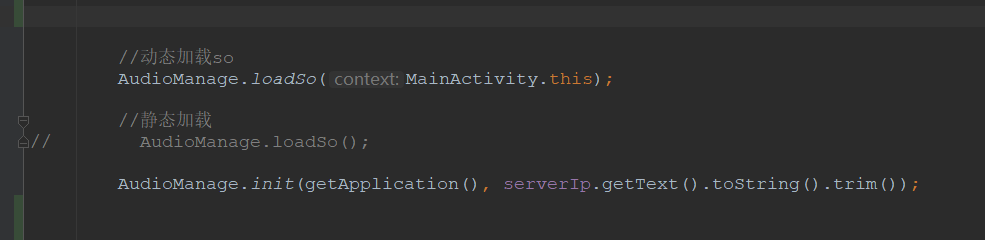 //动态加载so
AudioManage.loadSo( context: MainActivity.this);
//静态加载
//        AudioManage.loadSo();
AudioManage.init(getApplication(), serverIp.getText().toString().trim());